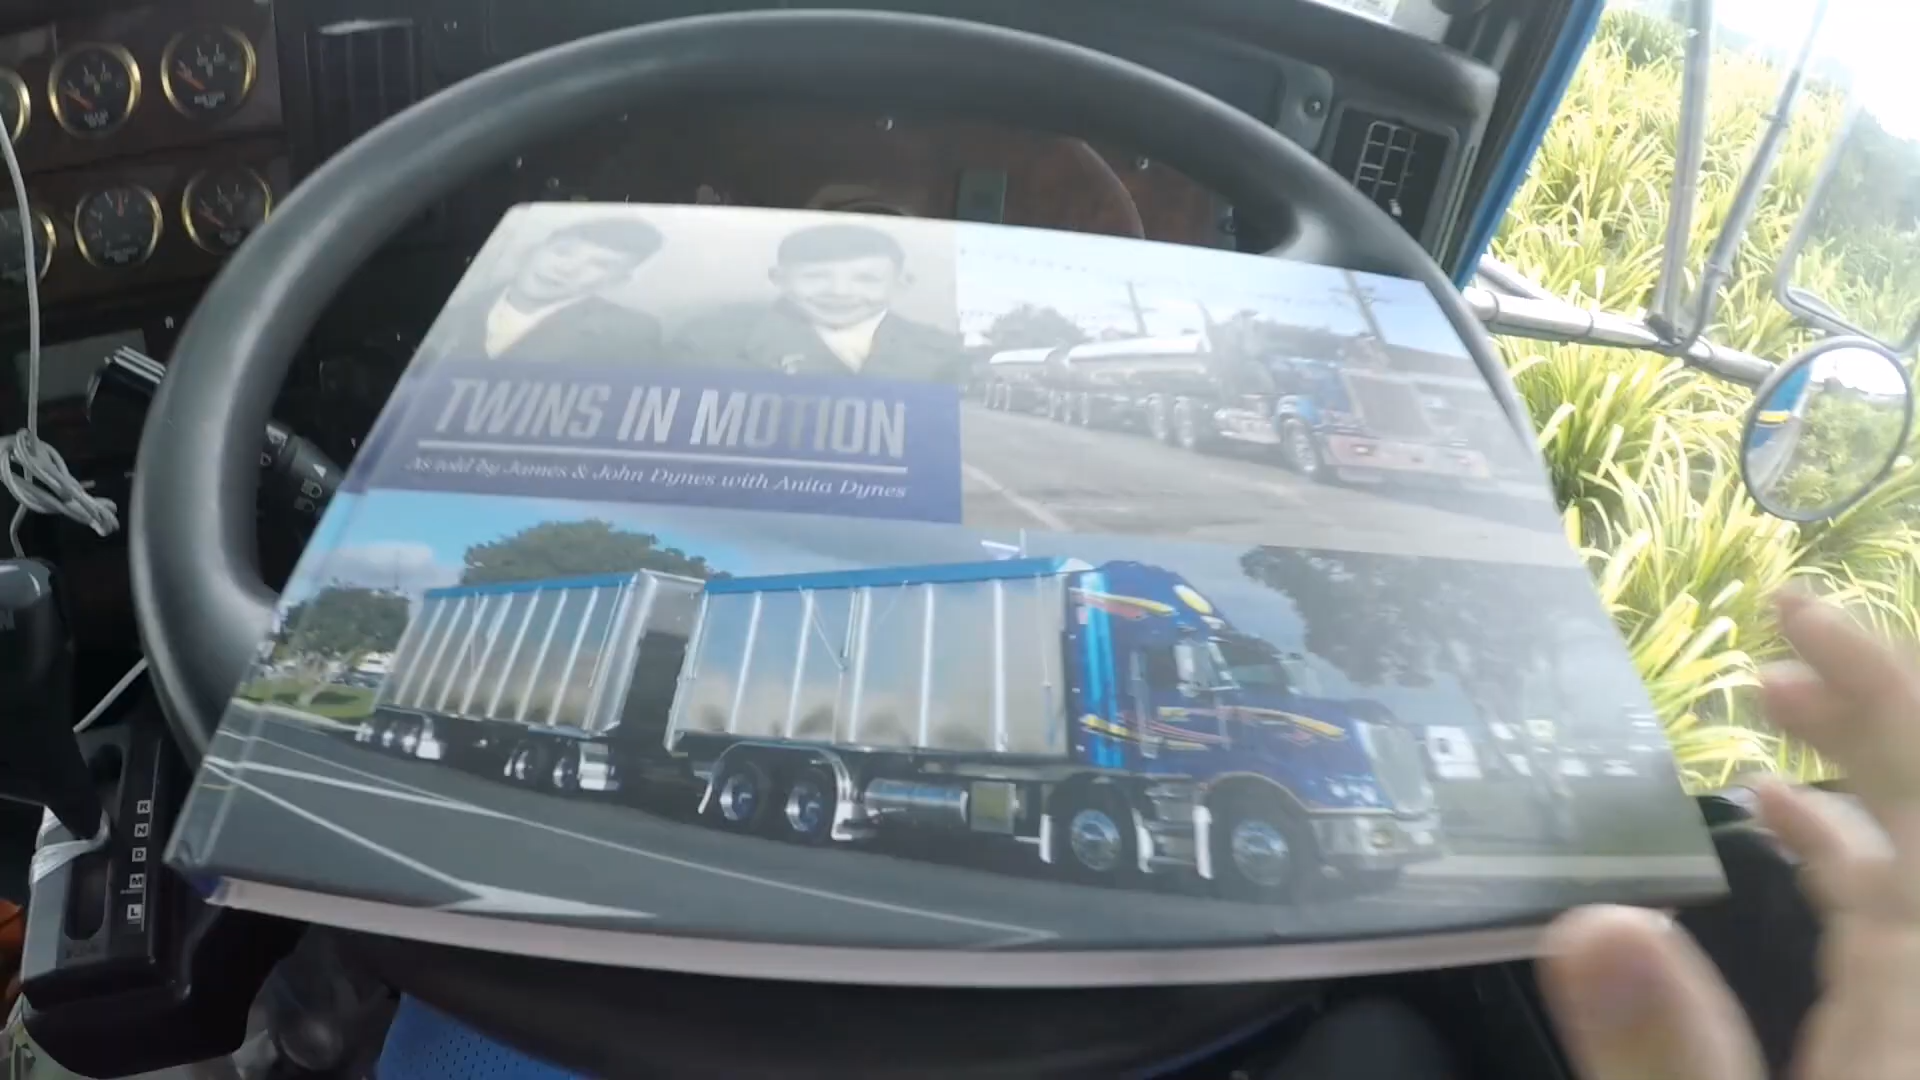 TWINS IN MOTION
As told by James & John Dynes with Anita Dynes
R
N
D
M
L